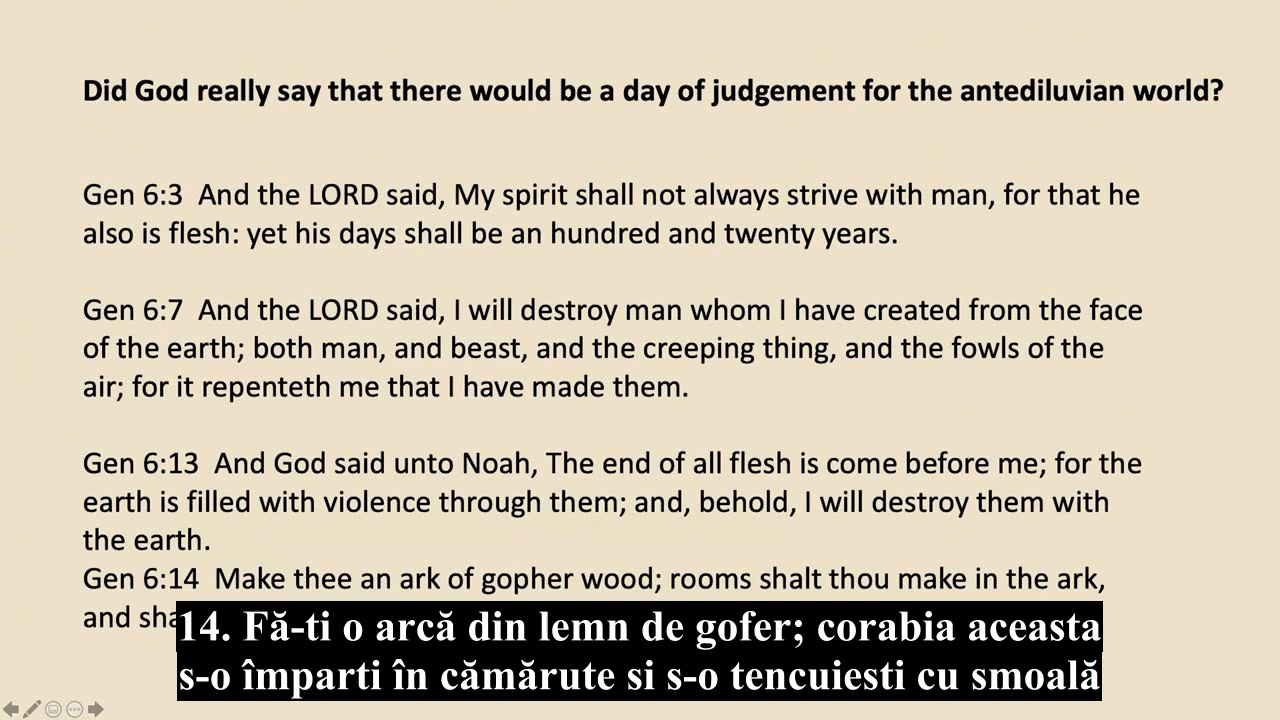 Did God really say that there would be a day of judgement for the antediluvian world?
Gen 6:3 And the LORD said, My spirit shall not always strive with man, for that he
also is flesh: yet his days shall be an hundred and twenty years.
Gen 6:7 And the LORD said, I will destroy man whom I have created from the face
of the earth; both man, and beast, and the creeping thing, and the fowls of the
air; for it repenteth me that I have made them.
Gen 6:13 And God said unto Noah, The end of all flesh is come before me; for the
earth is filled with violence through them; and, behold, I will destroy them with
the earth.
Gen 6:14 Make thee an ark of gopher wood; rooms shalt thou make in the ark,
and
14. Fă-ti o arcă din lemn de gofer; corabia aceasta
s-o împarti în cămărute si s-o tencuiesti cu smoală